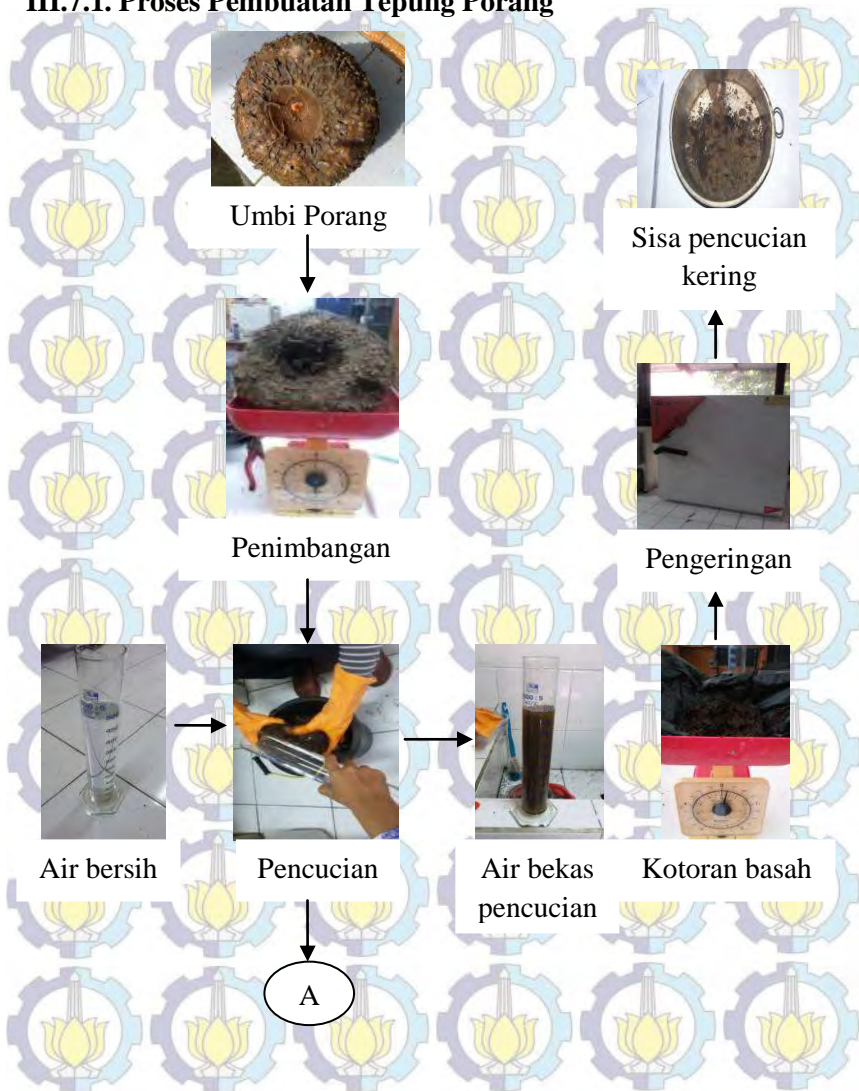 III.7.1. Proses Pembuatan Tepung Porang
Umbi Porang
Sisa pencucian
kering
Penimbangan
Pengeringan
Air bersih
Pencucian
Air bekas
pencucian
Kotoran basah
A